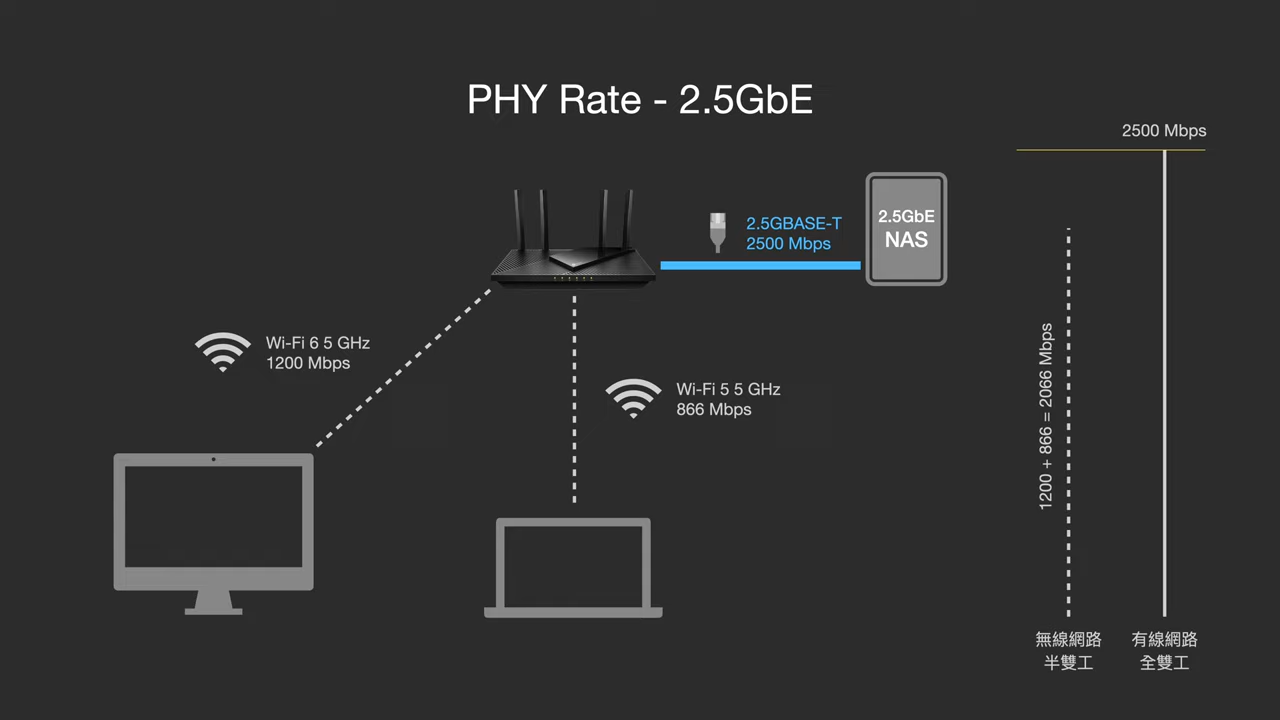 PHY Rate - 2.5GbE
2500 Mbps
2.5GBASE-T
2500 Mbps
2.5GbE
NAS
Wi-Fi 6 5 GHz
1200 Mbps
Wi-Fi 5 5 GHz
866 Mbps
1200 + 866 = 2066 Mbps
無線網路
半雙工
有線網路
全雙工